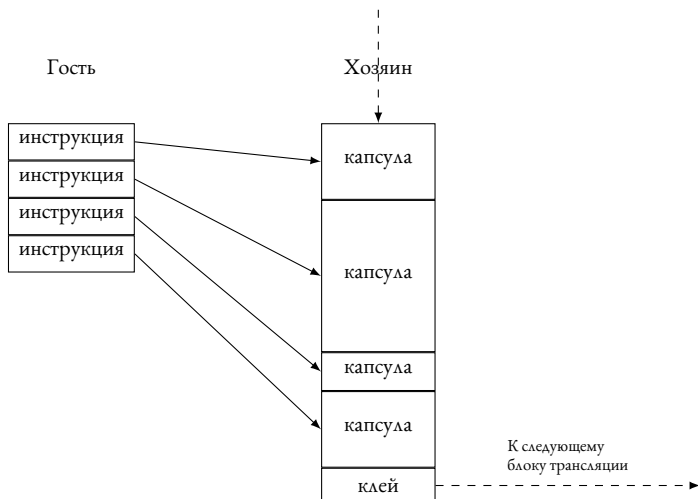 Гость
Хозяин
инструкция
инструкция
инструкция
инструкция
капсула
капсула
капсула
капсула
клей
К следующему
блоку трансляции